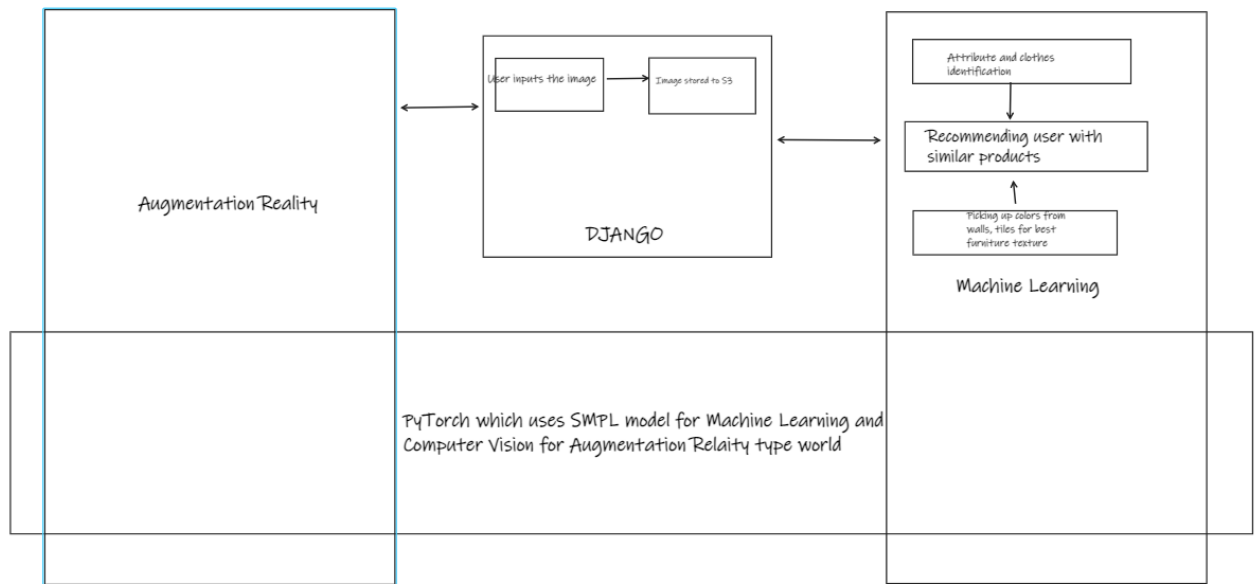 User inputs the image
Image stored to S3
Attribute and clothes
identification
Recommending user with
similar products
Augmentation Reality
DJANGO
Picking up colors from
walls, tiles for best
furniture texture
Machine Learning
PyTorch which uses SMPL model for Machine Learning and
Computer Vision for Augmentation Relaity type world